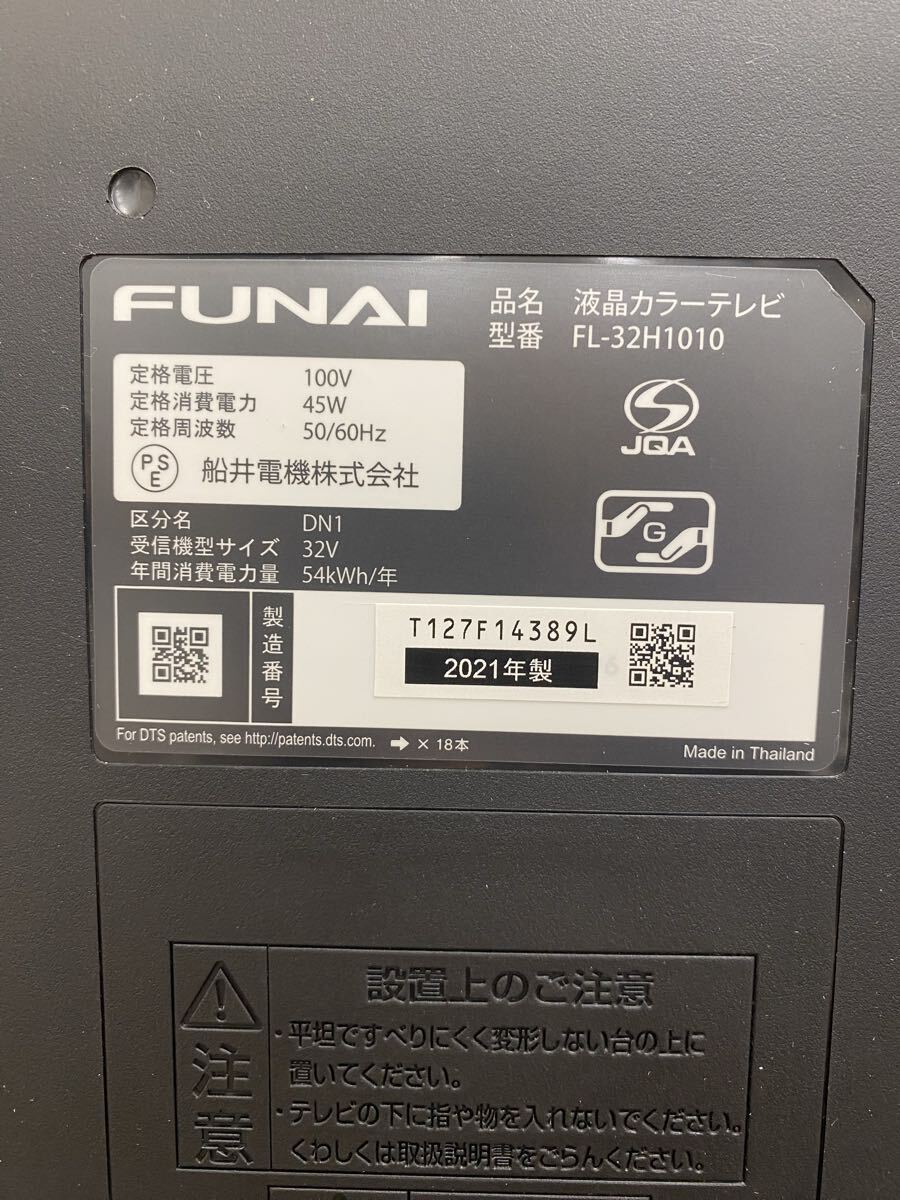 FUNAI
品名 液晶カラーテレビ
型番 FL-32H1010
定格電圧 100V
定格消費電力 45W
定格周波数 50/60Hz
PSE 船井電機株式会社
JQA
G
区分名 DN1
受信機型サイズ 32V
年間消費電力量 54kWh/年
製造番号
T127F14389L
2021年製
For DTS patents, see http://patents.dts.com. ➡ × 18本
Made in Thailand
注意
設置上のご注意
・平坦ですべりにくく変形しない台の上に
置いてください。
・テレビの下に指や物を入れないでください。
くわしくは取扱説明書をごらんください。